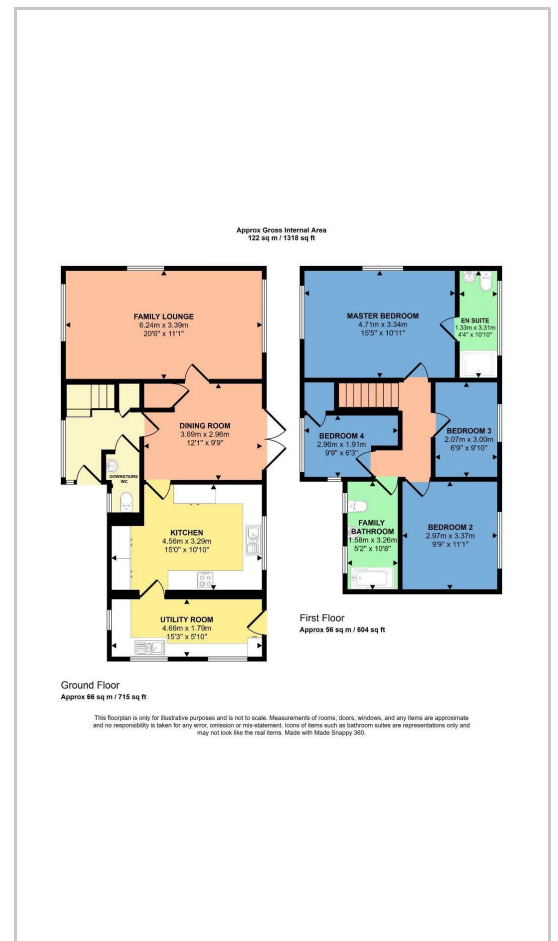 Approx Gross Internal Area
122 sq m / 1318 sq ft
FAMILY LOUNGE
6.24m x 3.39m
20'6" x 11'1"
DINING ROOM
3.69m x 2.96m
12'1" x 9'9"
DOWNSTAIRS
WC
KITCHEN
4.56m x 3.29m
15'0" x 10'10"
UTILITY ROOM
4.66m x 1.79m
15'3" x 5'10"
Ground Floor
Approx 66 sq m / 715 sq ft
MASTER BEDROOM
4.71m x 3.34m
15'5" x 10'11"
EN SUITE
1.33m x 3.31m
4'4" x 10'10"
BEDROOM 4
2.96m x 1.91m
9'9" x 6'3"
BEDROOM 3
2.07m x 3.00m
6'9" x 9'10"
FAMILY
BATHROOM
1.58m x 3.26m
5'2" x 10'8"
BEDROOM 2
2.97m x 3.37m
9'9" x 11'1"
First Floor
Approx 56 sq m / 604 sq ft
This floorplan is only for illustrative purposes and is not to scale. Measurements of rooms, doors, windows, and any items are approximate
and no responsibility is taken for any error, omission or mis-statement. Icons of items such as bathroom suites are representations only and
may not look like the real items. Made with Made Snappy 360.